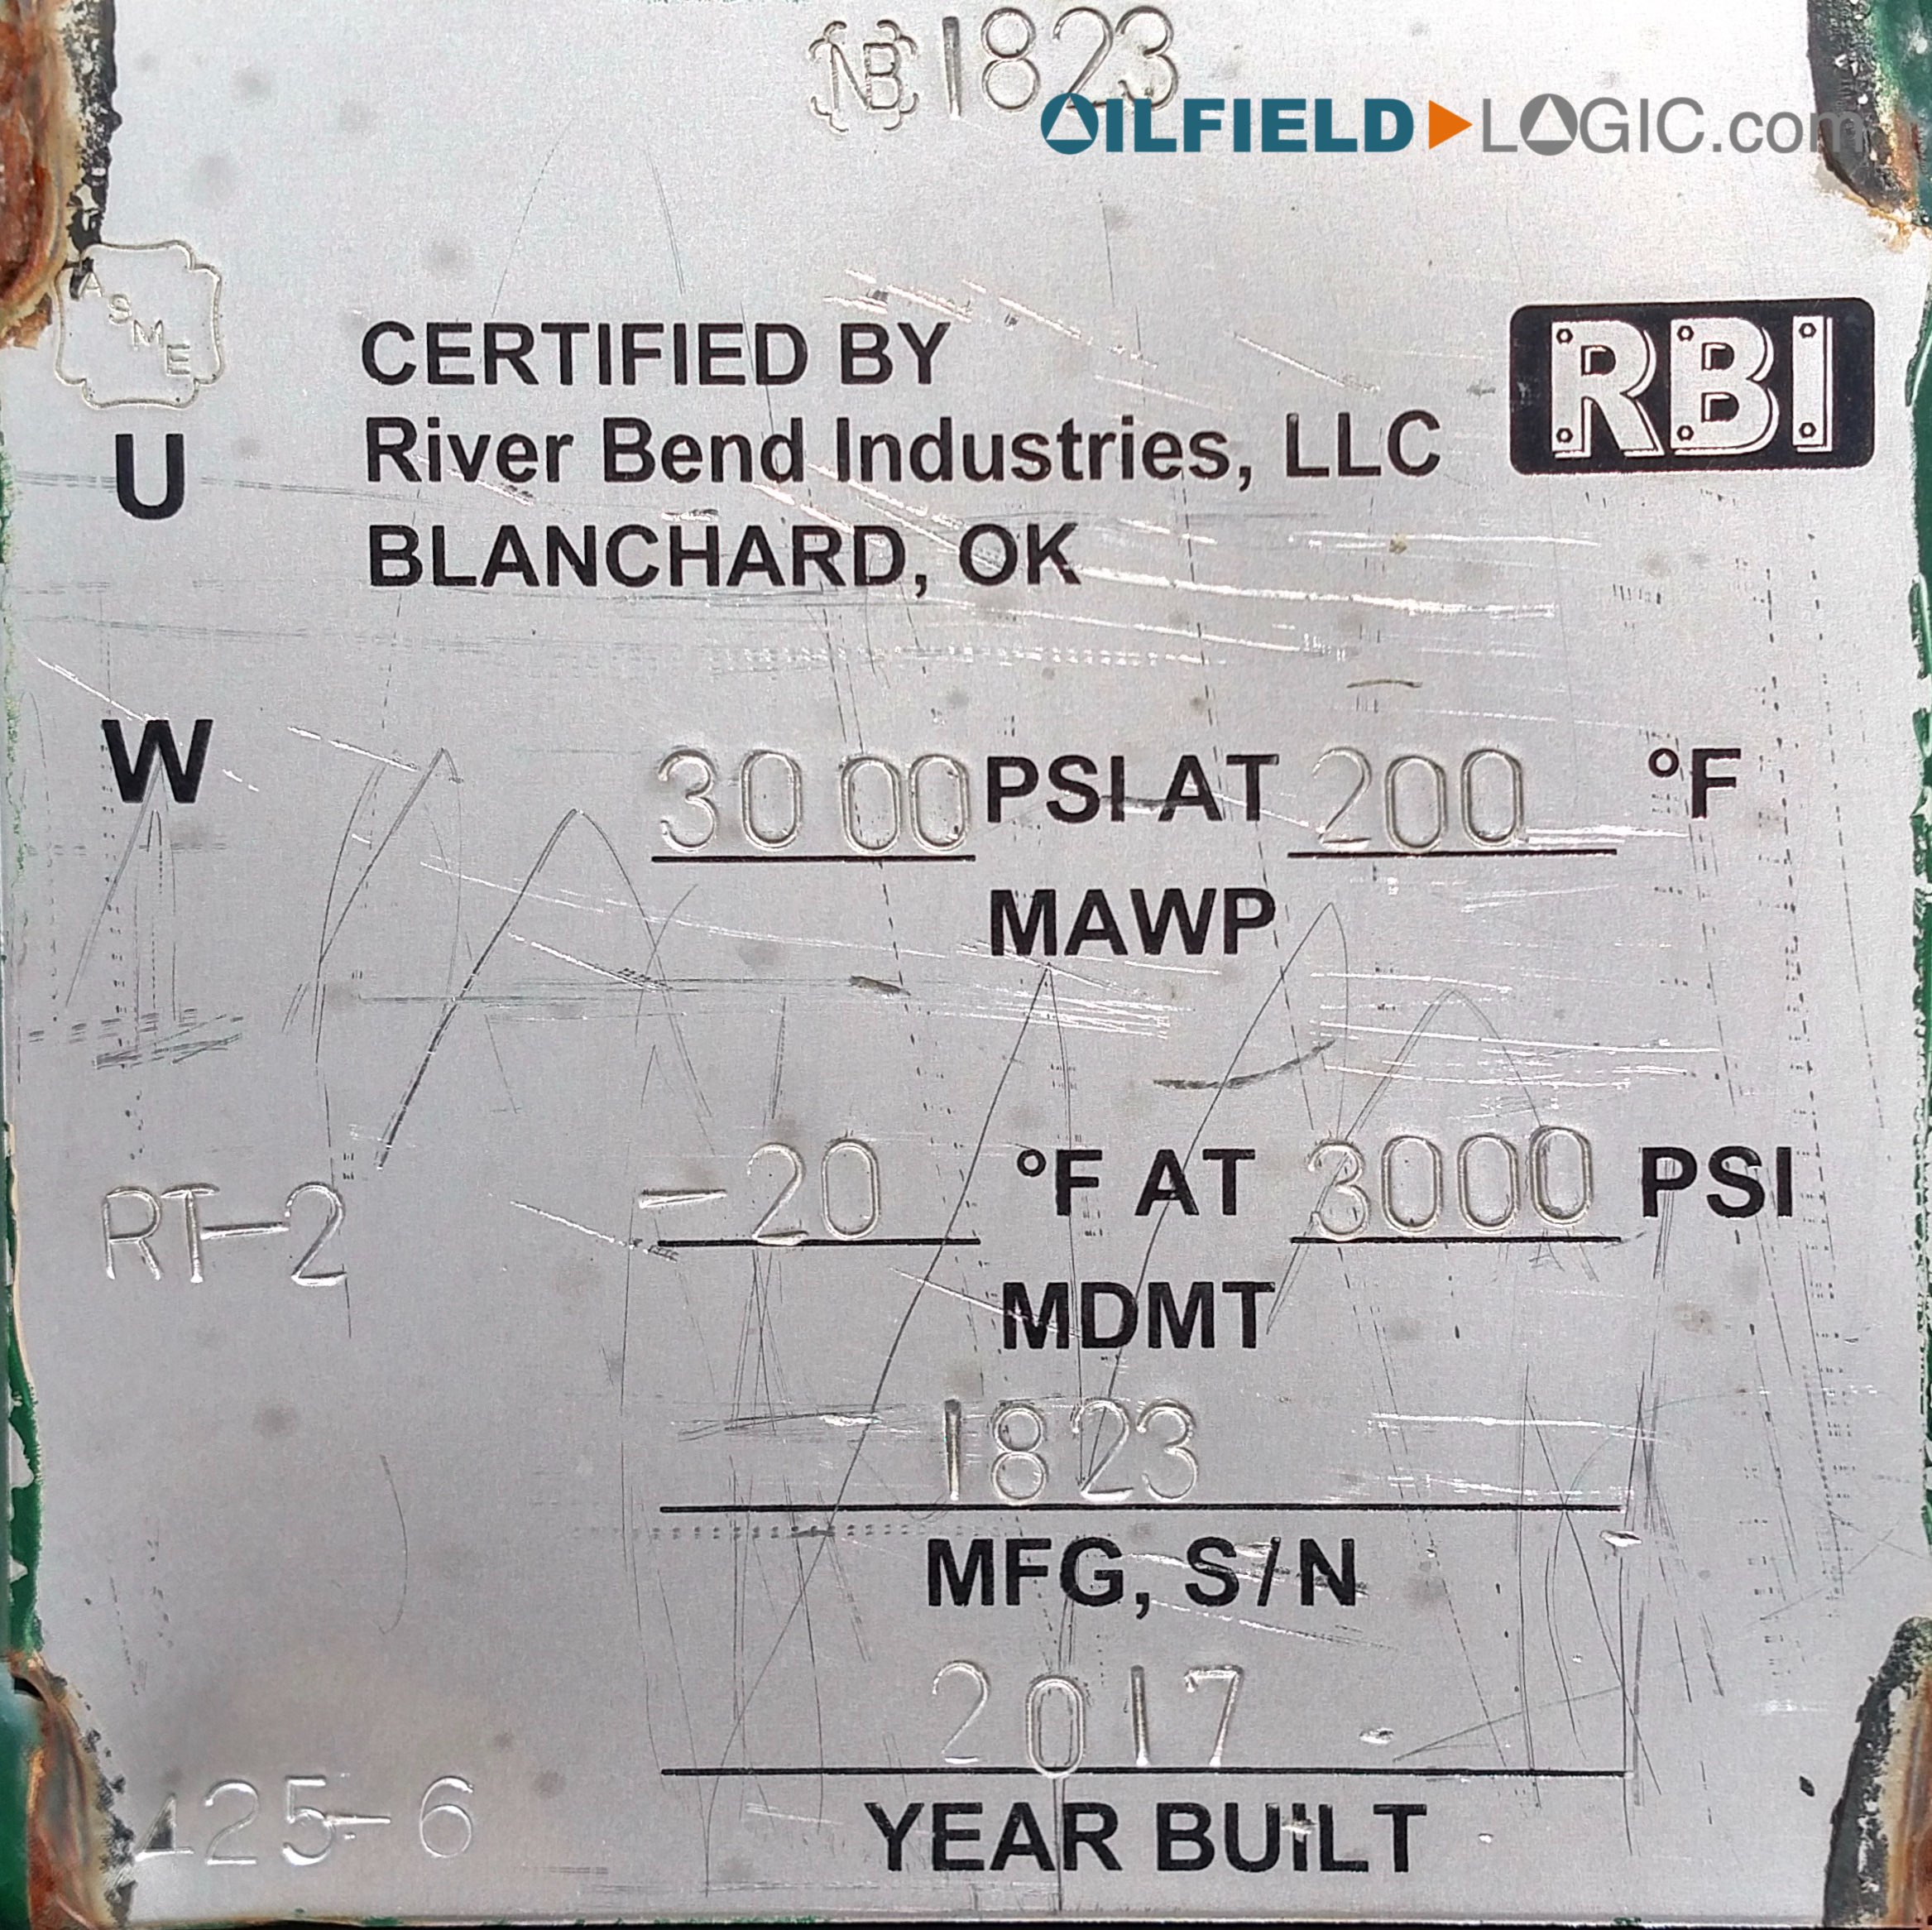 NB 1823
OILFIELD LOGIC.com
ASME
U
CERTIFIED BY
River Bend Industries, LLC
BLANCHARD, OK
RBI
W
3000 PSI AT 200 °F
MAWP
RT-2
-20 °F AT 3000 PSI
MDMT
1823
MFG, S/N
2017
YEAR BUILT
425-6